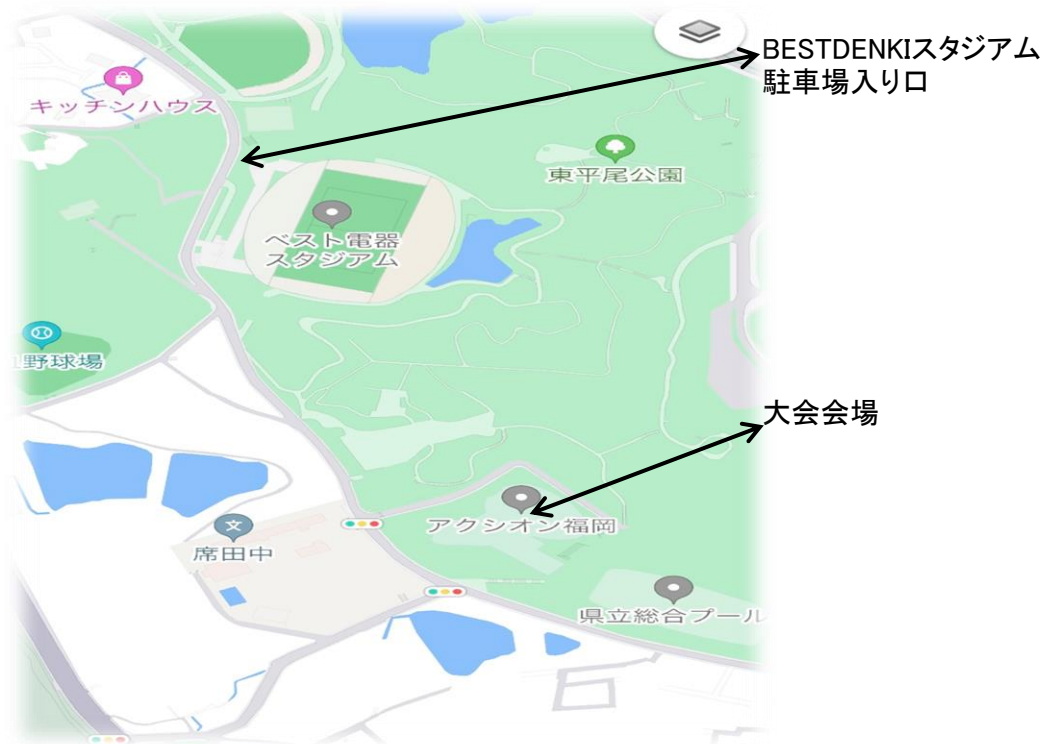 BESTDENKIスタジアム
駐車場入り口
キッチンハウス
東平尾公園
ベスト電器
スタジアム
野球場
大会会場
アクシオン福岡
席田中
県立総合プール